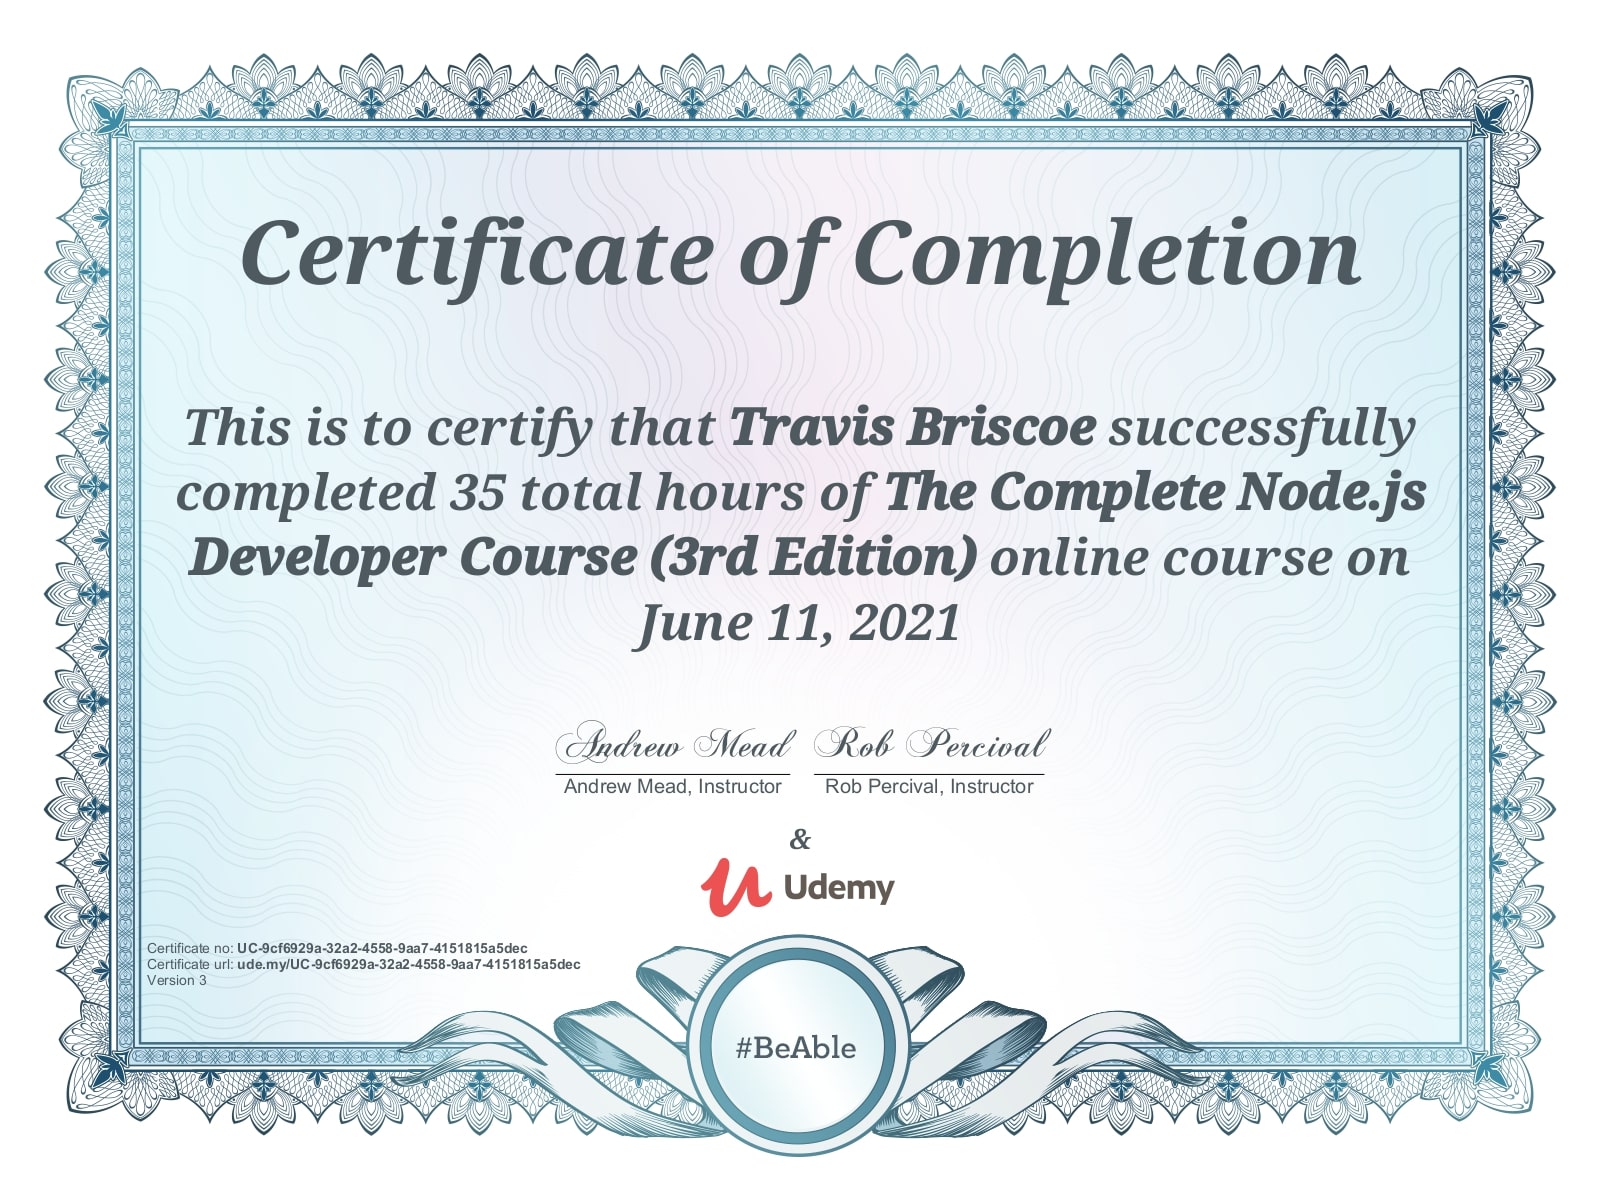 Certificate of Completion
This is to certify that Travis Briscoe successfully
completed 35 total hours of The Complete Node.js
Developer Course (3rd Edition) online course on
June 11, 2021
Andrew Mead Rob Percival
Andrew Mead, Instructor Rob Percival, Instructor
&
Udemy
Certificate no: UC-9cf6929a-32a2-4558-9aa7-4151815a5dec
Certificate url: ude.my/UC-9cf6929a-32a2-4558-9aa7-4151815a5dec
Version 3
#BeAble